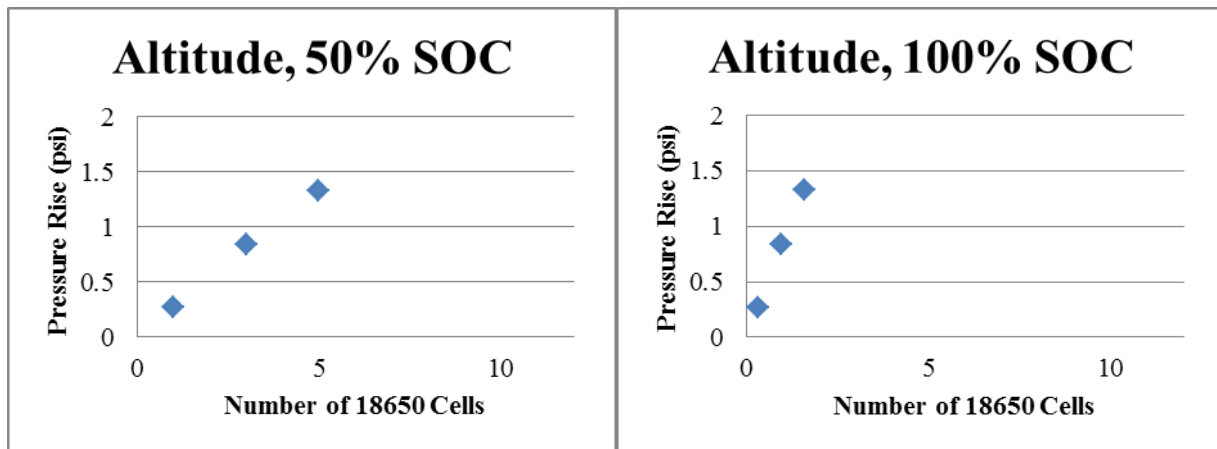 Altitude, 50% SOC
Pressure Rise (psi)
2
1.5
1
0.5
0
0 5 10
Number of 18650 Cells
Altitude, 100% SOC
Pressure Rise (psi)
2
1.5
1
0.5
0
0 5 10
Number of 18650 Cells